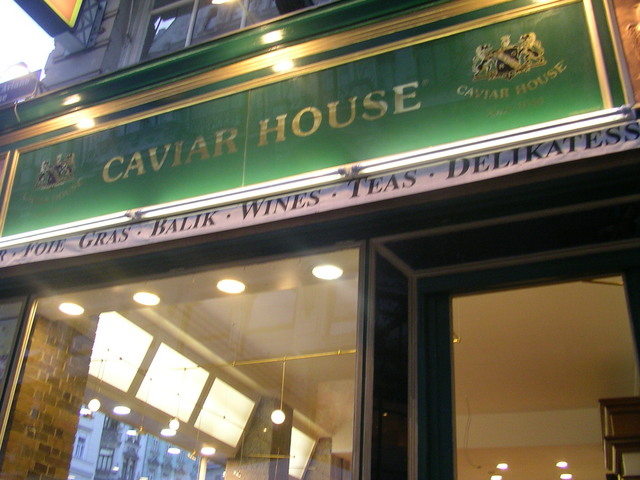 CAVIAR HOUSE
CAVIAR HOUSE
R · FOIE GRAS · BALIK · WINES · TEAS · DELIKATESS